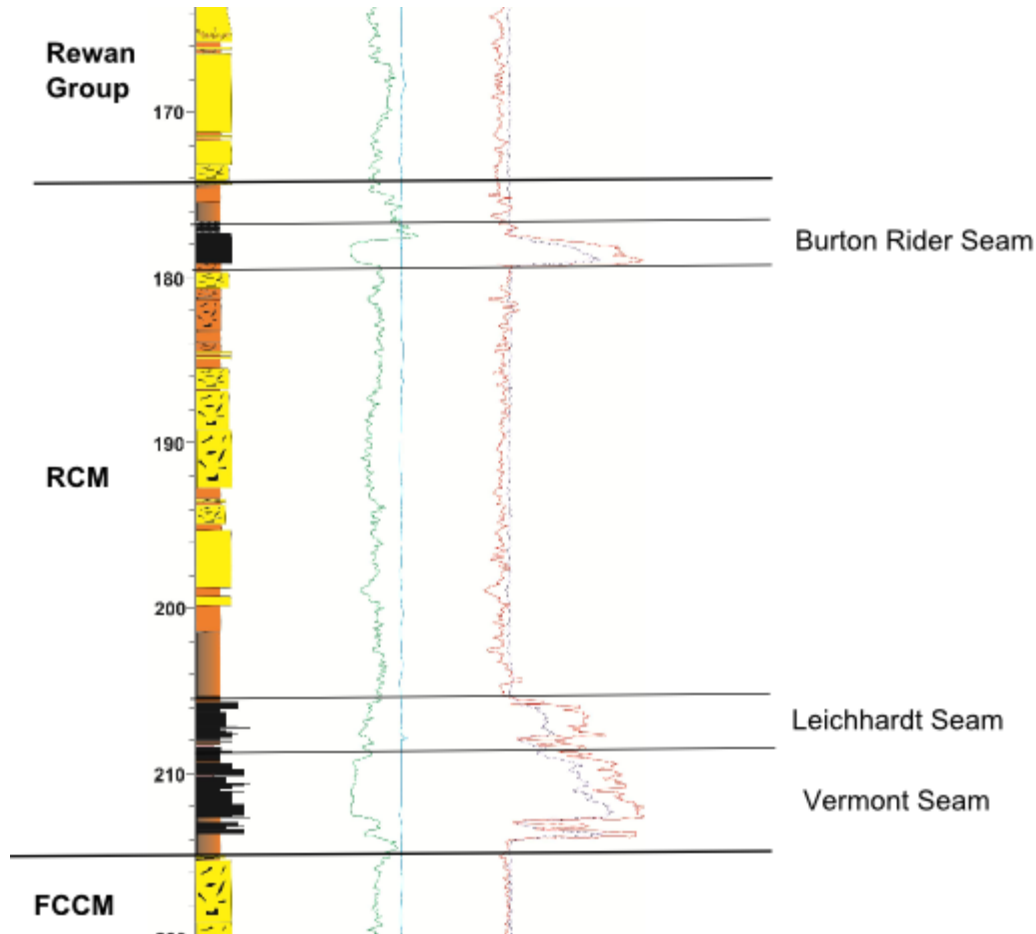 Rewan
Group
170
Burton Rider Seam
180
190
RCM
200
Leichhardt Seam
210
Vermont Seam
FCCM